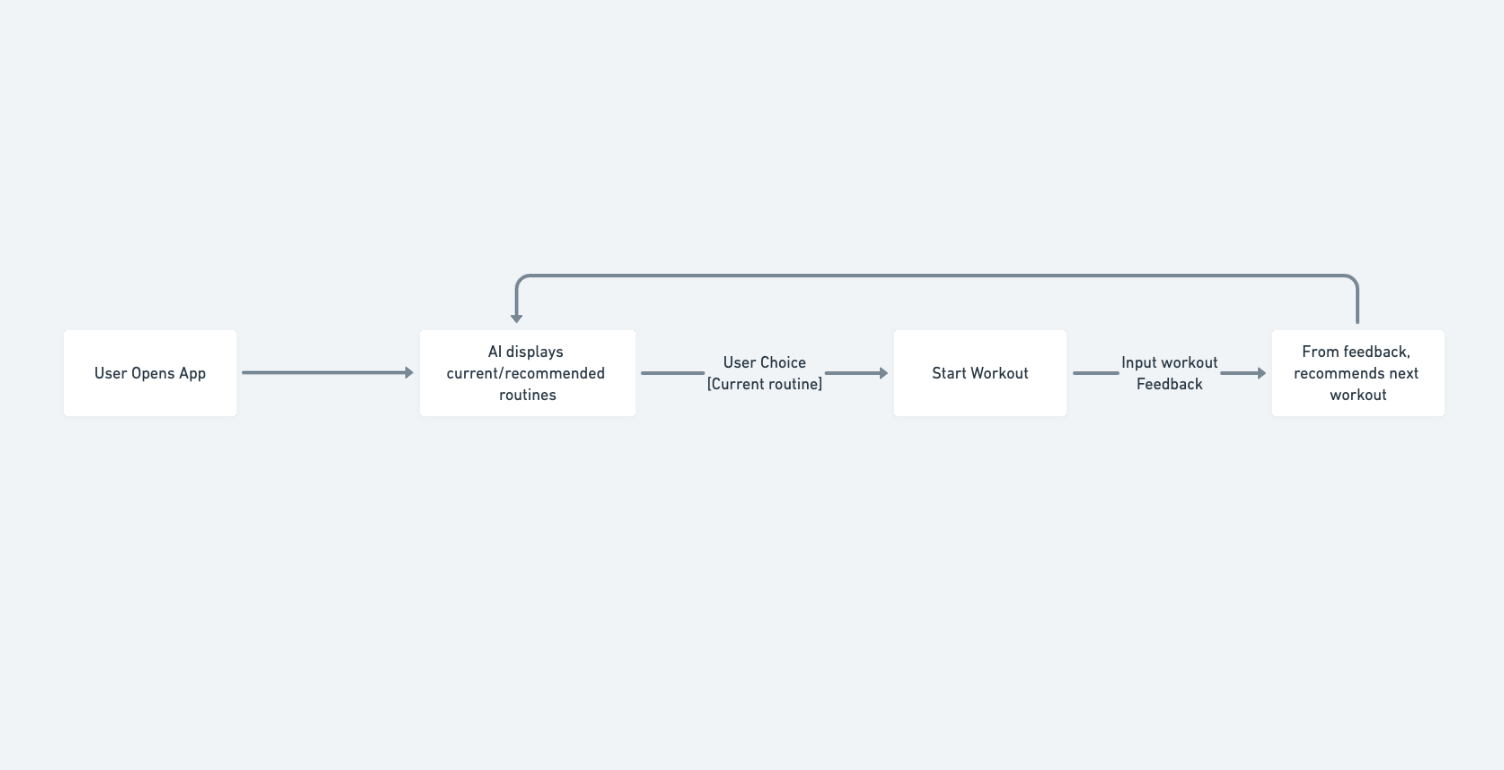 User Opens App
AI displays
current/recommended
routines
User Choice
[Current routine]
Start Workout
Input workout
Feedback
From feedback,
recommends next
workout